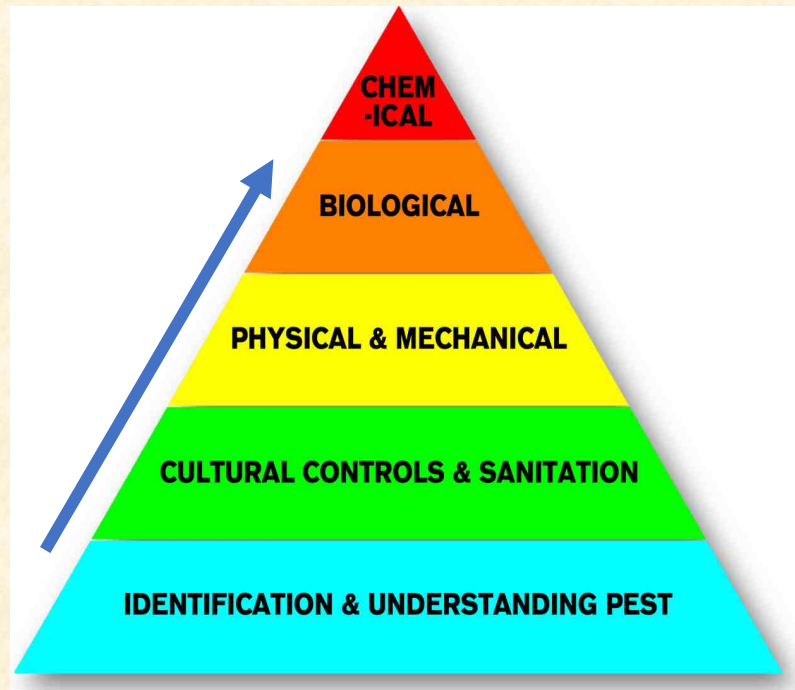 CHEM
-ICAL
BIOLOGICAL
PHYSICAL & MECHANICAL
CULTURAL CONTROLS & SANITATION
IDENTIFICATION & UNDERSTANDING PEST